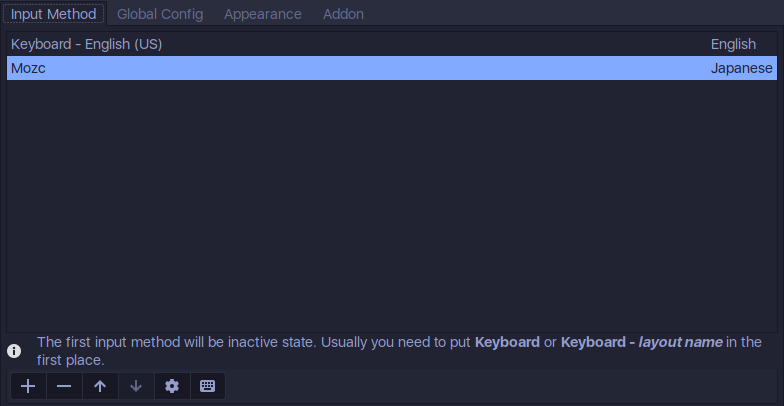 Input Method Global Config Appearance Addon
Keyboard - English (US) English
Mozc Japanese
The first input method will be inactive state. Usually you need to put Keyboard or Keyboard - layout name in the
first place.